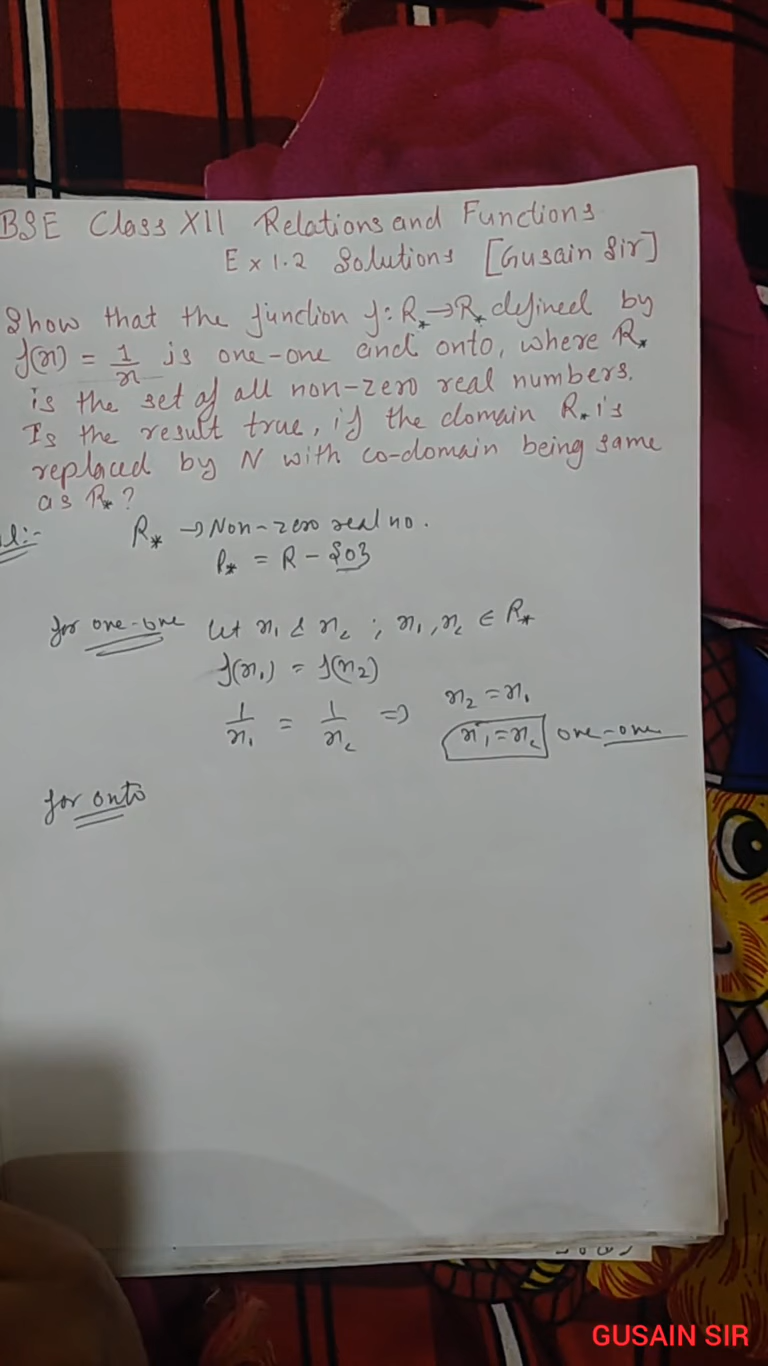 BSE Class XII Relations and Functions
Ex 1.2 Solutions [Gusain Sir]
Show that the function f: R* → R* defined by
f(x) = 1/x is one-one and onto, where R*
is the set of all non-zero real numbers.
Is the result true, if the domain R* is
replaced by N with co-domain being same
as R*?
R* → Non-zero real no.
R* = R - {0}
for one-one let x₁ & x₂ ; x₁, x₂ ∈ R*
f(x₁) = f(x₂)
1/x₁ = 1/x₂ ⇒ x₂ = x₁
x₁ = x₂ one-one
for onto
GUSAIN SIR